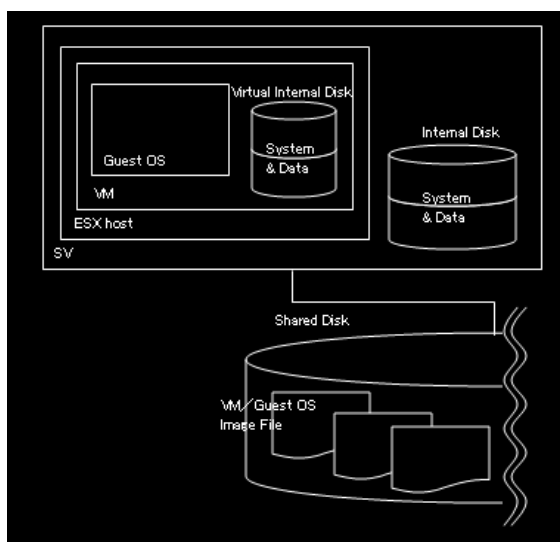 Virtual Internal Disk
Internal Disk
System
& Data
Guest OS
System
& Data
VM
ESX host
SV
Shared Disk
VM／Guest OS
Image File